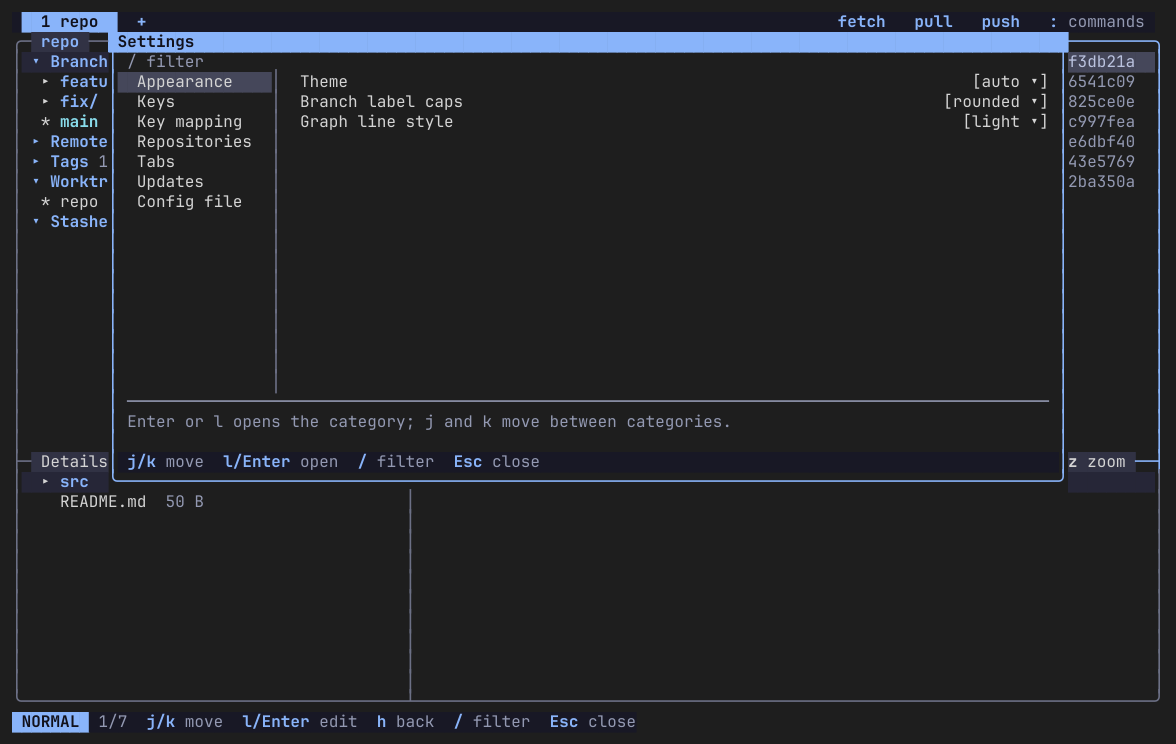 1 repo + fetch pull push : commands
repo Settings
▾ Branch / filter f3db21a
▸ featu Appearance Theme [auto ▾] 6541c09
▸ fix/ Keys Branch label caps [rounded ▾] 825ce0e
* main Key mapping Graph line style [light ▾] c997fea
▸ Remote Repositories e6dbf40
▸ Tags 1 Tabs 43e5769
▾ Worktr Updates 2ba350a
* repo Config file
▾ Stashe
Enter or l opens the category; j and k move between categories.
Details j/k move l/Enter open / filter Esc close z zoom
▸ src
README.md 50 B
NORMAL 1/7 j/k move l/Enter edit h back / filter Esc close